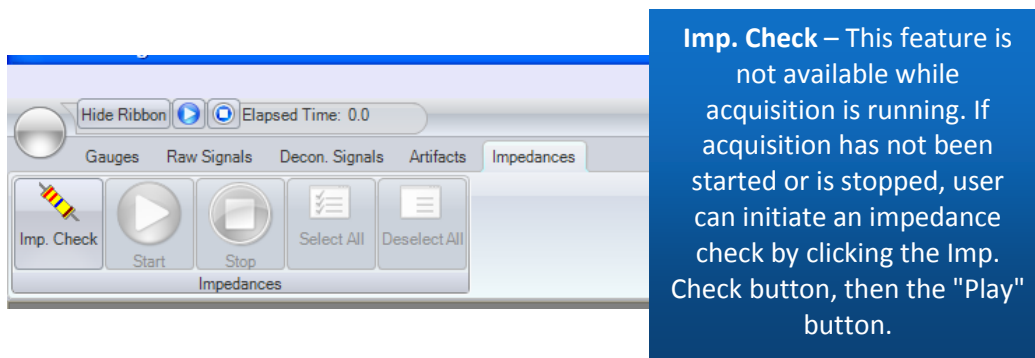 Hide Ribbon Elapsed Time: 0.0
Gauges Raw Signals Decon. Signals Artifacts Impedances
Imp. Check Start Stop Select All Deselect All
Impedances
Imp. Check – This feature is
not available while
acquisition is running. If
acquisition has not been
started or is stopped, user
can initiate an impedance
check by clicking the Imp.
Check button, then the "Play"
button.